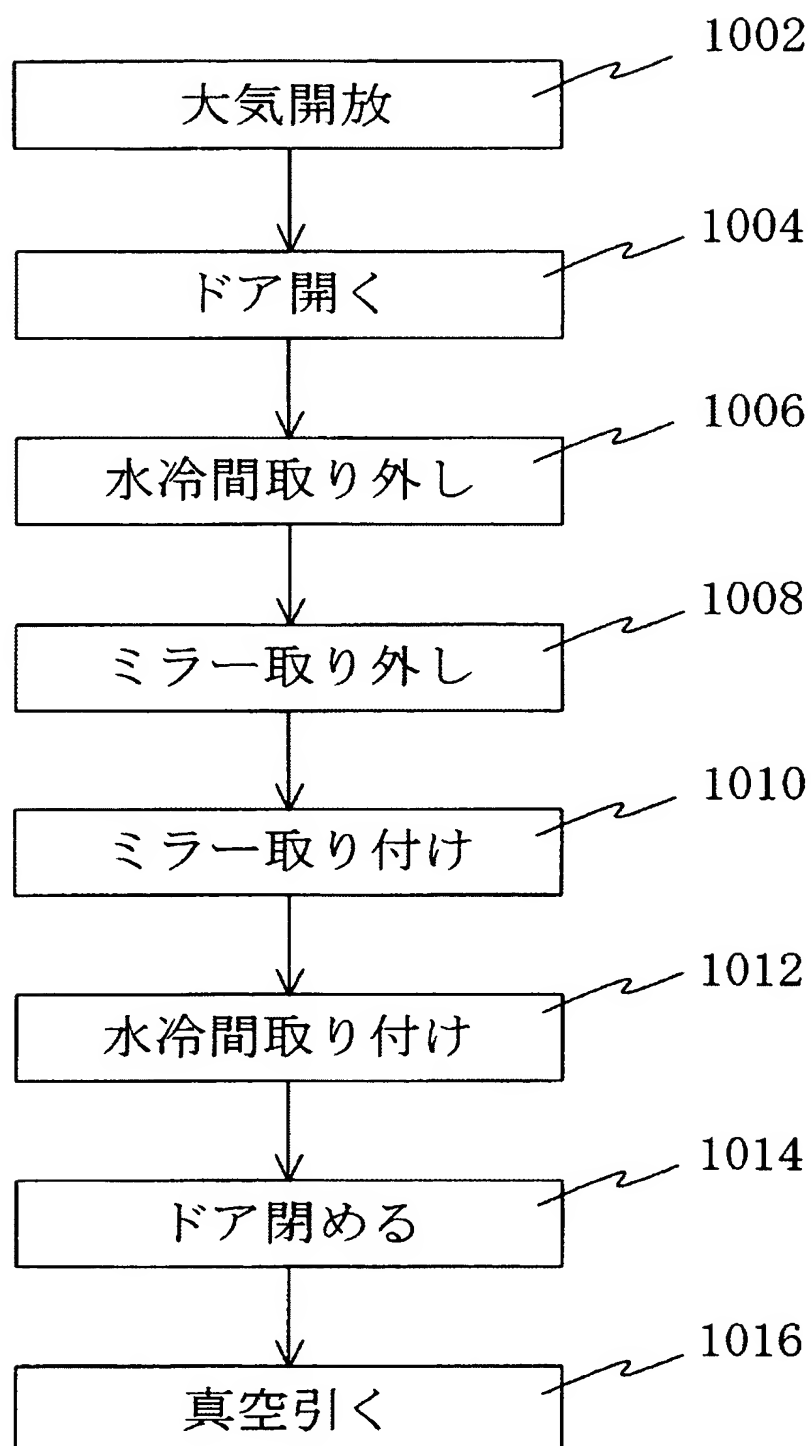 1002
大気開放
1004
ドア開く
1006
水冷間取り外し
1008
ミラー取り外し
1010
ミラー取り付け
1012
水冷間取り付け
1014
ドア閉める
1016
真空引く